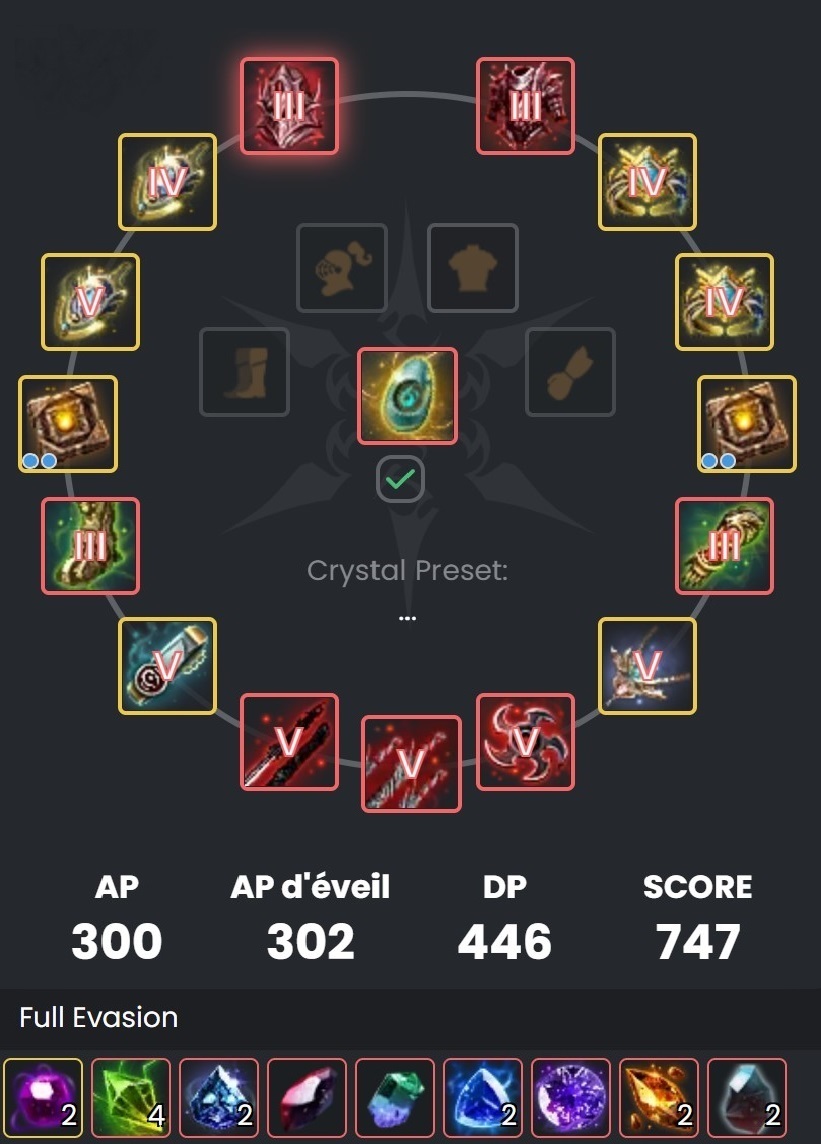 III III
IV IV
V IV
III III
Crystal Preset:
...
V V
V V V
AP AP d'éveil DP SCORE
300 302 446 747
Full Evasion
2 4 2 2 2 2